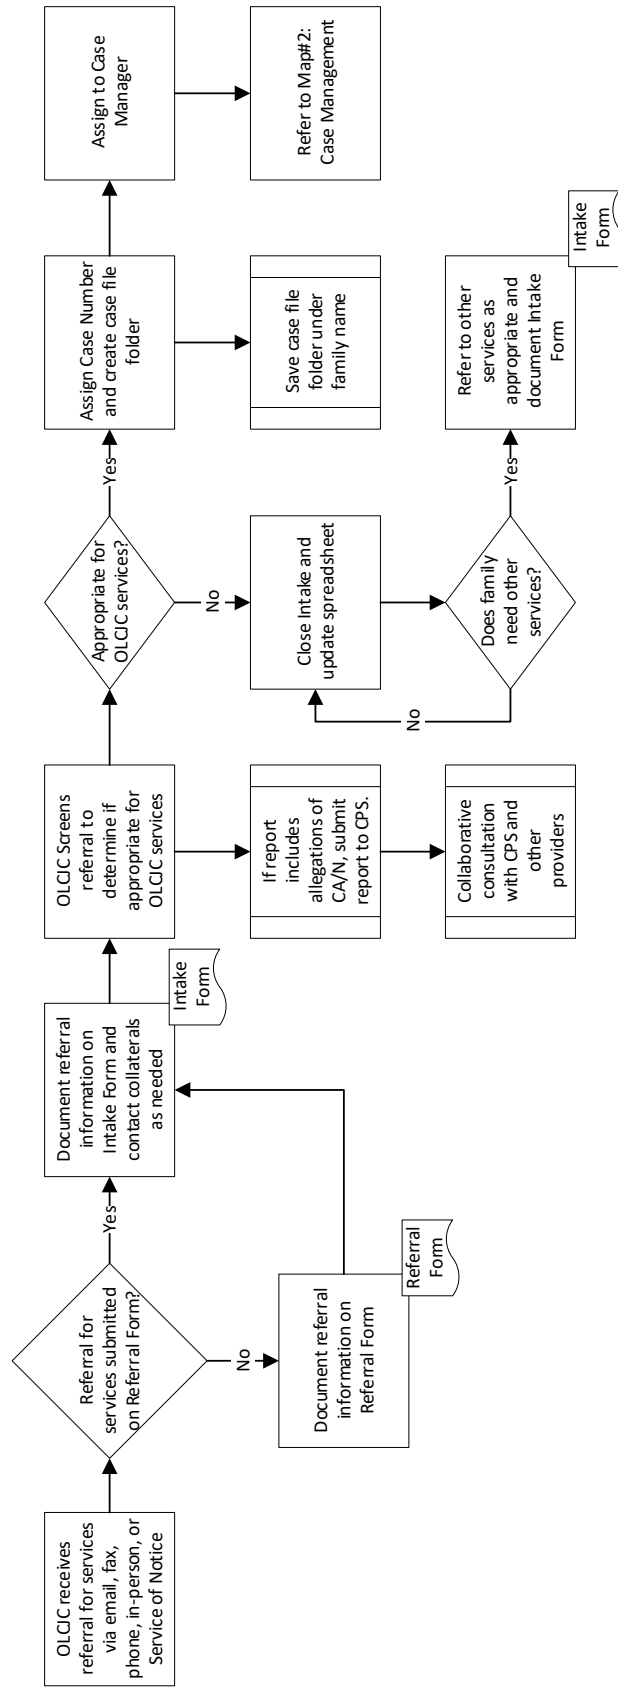 OLCJC receives
referral for services
via email, fax,
phone, in-person, or
Service of Notice
Referral for
services submitted
on Referral Form?
Yes
No
Document referral
information on
Referral Form
Referral
Form
Document referral
information on
Intake Form and
contact collaterals
as needed
Intake
Form
OLCJC Screens
referral to
determine if
appropriate for
OLCJC services
If report
includes
allegations of
CA/N, submit
report to CPS.
Collaborative
consultation
with CPS and
other
providers
Appropriate for
OLCJC services?
Yes
No
Close Intake and
update spreadsheet
Does family
need other
services?
No
Yes
Refer to other
services as
appropriate and
document Intake
Form
Intake
Form
Assign Case Number
and create case file
folder
Save case file
folder under
family name
Assign to Case
Manager
Refer to Map#2:
Case Management